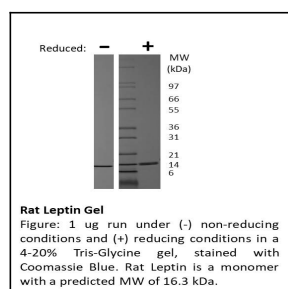 Reduced: - +
MW
(kDa)
97
66
55
36
31
21
14
6
Rat Leptin Gel
Figure: 1 ug run under (-) non-reducing
conditions and (+) reducing conditions in a
4-20% Tris-Glycine gel, stained with
Coomassie Blue. Rat Leptin is a monomer
with a predicted MW of 16.3 kDa.